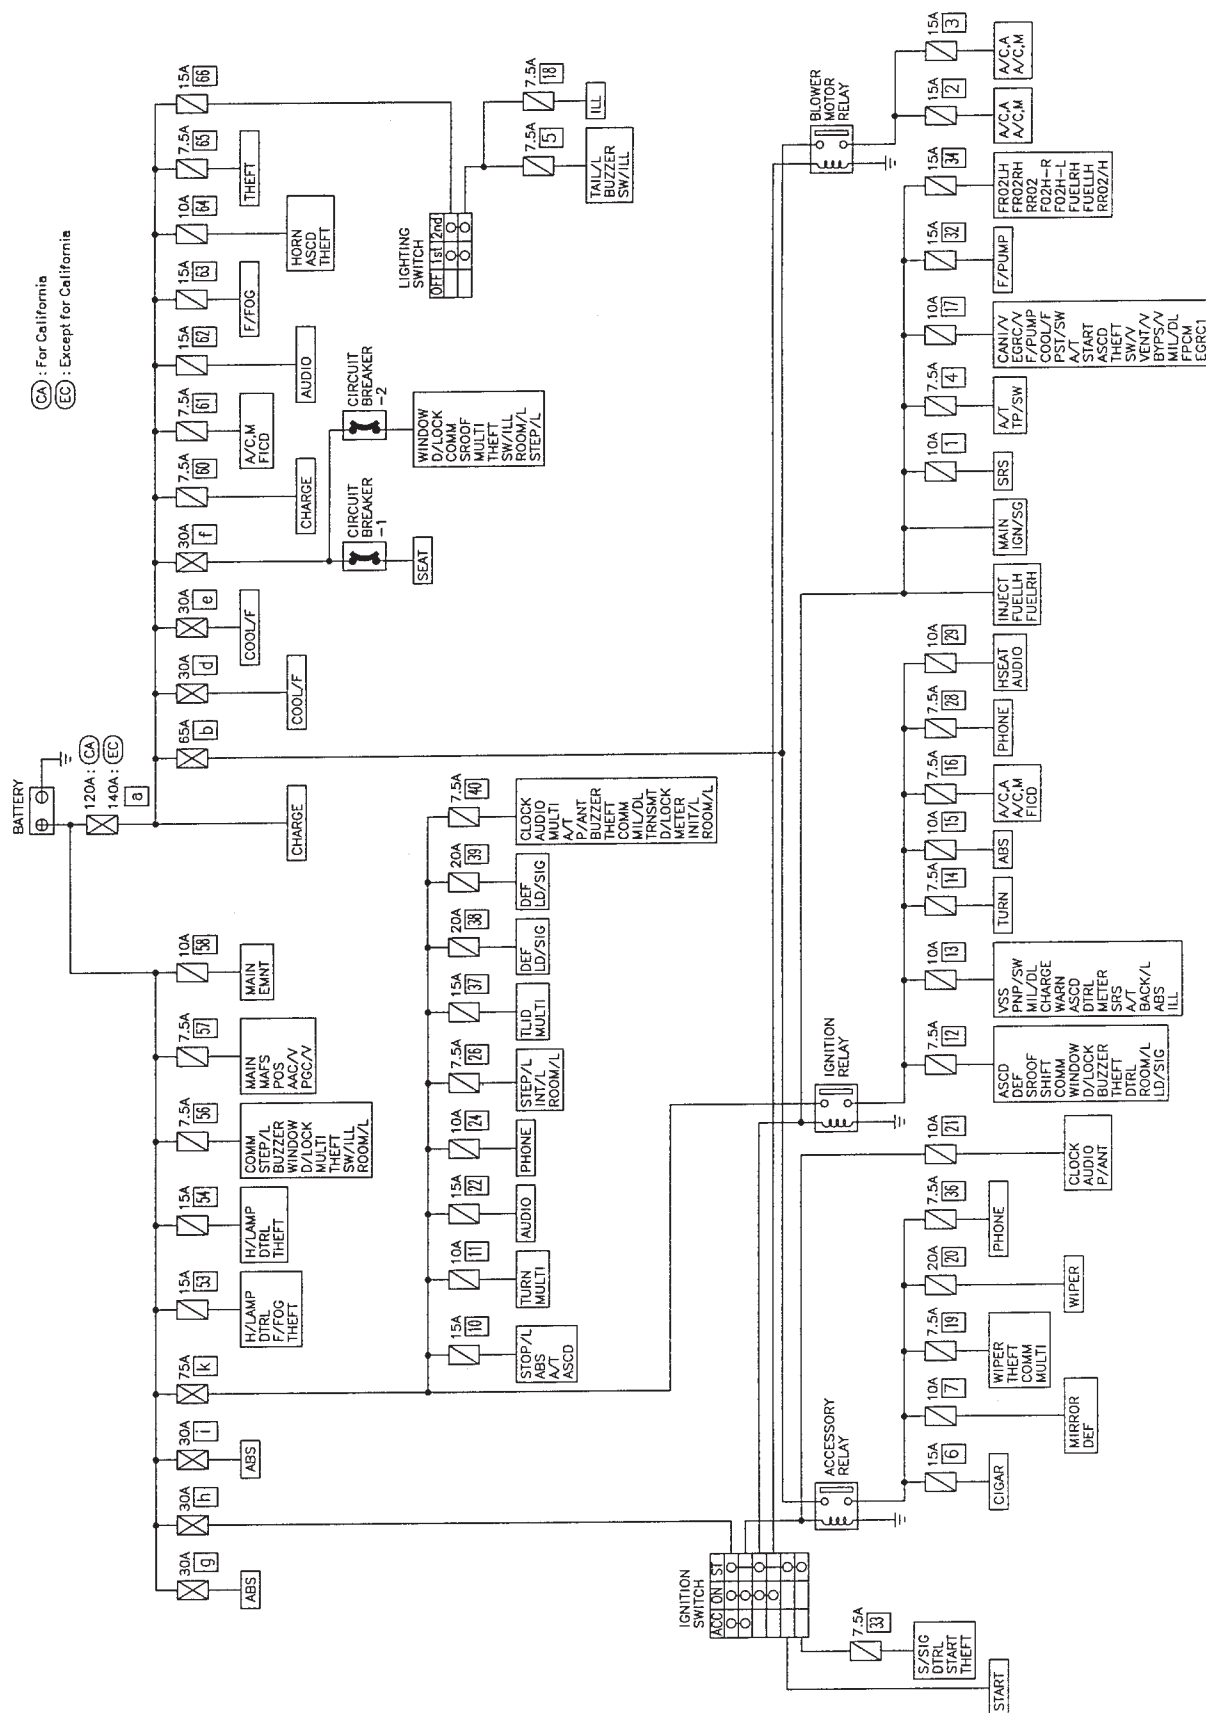 BATTERY
120A : CA
140A : EC
a
CA : For California
EC : Except for California
30A
g
ABS
30A
h
30A
i
ABS
75A
k
15A
53
H/LAMP
DTRL
F/FOG
THEFT
15A
54
H/LAMP
DTRL
THEFT
7.5A
56
COMM
STEP/L
BUZZER
WINDOW
D/LOCK
MULTI
THEFT
SW/ILL
ROOM/L
7.5A
57
MAIN
MAFS
POS
AAC/V
PGC/V
10A
58
MAIN
EMNT
CHARGE
65A
b
30A
d
COOL/F
30A
e
COOL/F
30A
f
CIRCUIT
BREAKER
-1
SEAT
CIRCUIT
BREAKER
-2
WINDOW
D/LOCK
COMM
SROOF
MULTI
THEFT
SW/ILL
ROOM/L
STEP/L
7.5A
60
CHARGE
7.5A
61
A/C,M
FICD
15A
62
AUDIO
15A
63
F/FOG
10A
64
HORN
ASCD
THEFT
7.5A
65
THEFT
15A
66
LIGHTING
SWITCH
OFF 1st 2nd
7.5A
5
TAIL/L
BUZZER
SW/ILL
7.5A
18
ILL
15A
10
STOP/L
ABS
A/T
ASCD
10A
11
TURN
MULTI
15A
22
AUDIO
10A
24
PHONE
7.5A
26
STEP/L
INT/L
ROOM/L
15A
37
TLID
MULTI
20A
38
DEF
LD/SIG
20A
39
DEF
LD/SIG
7.5A
40
CLOCK
AUDIO
MULTI
A/T
P/ANT
BUZZER
THEFT
COMM
MIL/DL
TRNSMT
D/LOCK
METER
INIT/L
ROOM/L
IGNITION
SWITCH
ACC ON ST
START
7.5A
33
S/SIG
DTRL
START
THEFT
ACCESSORY
RELAY
IGNITION
RELAY
BLOWER
MOTOR
RELAY
15A
6
CIGAR
10A
7
MIRROR
DEF
7.5A
19
WIPER
THEFT
COMM
MULTI
20A
20
WIPER
7.5A
36
PHONE
10A
21
CLOCK
AUDIO
P/ANT
7.5A
12
ASCD
DEF
SROOF
SHIFT
COMM
WINDOW
D/LOCK
BUZZER
THEFT
DTRL
ROOM/L
LD/SIG
10A
13
VSS
PNP/SW
MIL/DL
CHARGE
WARN
ASCD
DTRL
METER
SRS
A/T
BACK/L
ABS
ILL
7.5A
14
TURN
10A
15
ABS
7.5A
16
A/C,A
A/C,M
FICD
7.5A
28
PHONE
10A
29
HSEAT
AUDIO
INJECT
FUELLH
FUELRH
MAIN
IGN/SG
10A
1
SRS
7.5A
4
A/T
TP/SW
10A
17
CANI/V
EGRC/V
F/PUMP
COOL/F
PST/SW
A/T
START
ASCD
THEFT
SW/V
VENT/V
BYPS/V
MIL/DL
FPCM
EGRC1
15A
32
F/PUMP
15A
34
FRO2LH
FRO2RH
RRO2
FO2H-R
FO2H-L
FUELRH
FUELLH
RRO2/H
15A
2
A/C,A
A/C,M
15A
3
A/C,A
A/C,M